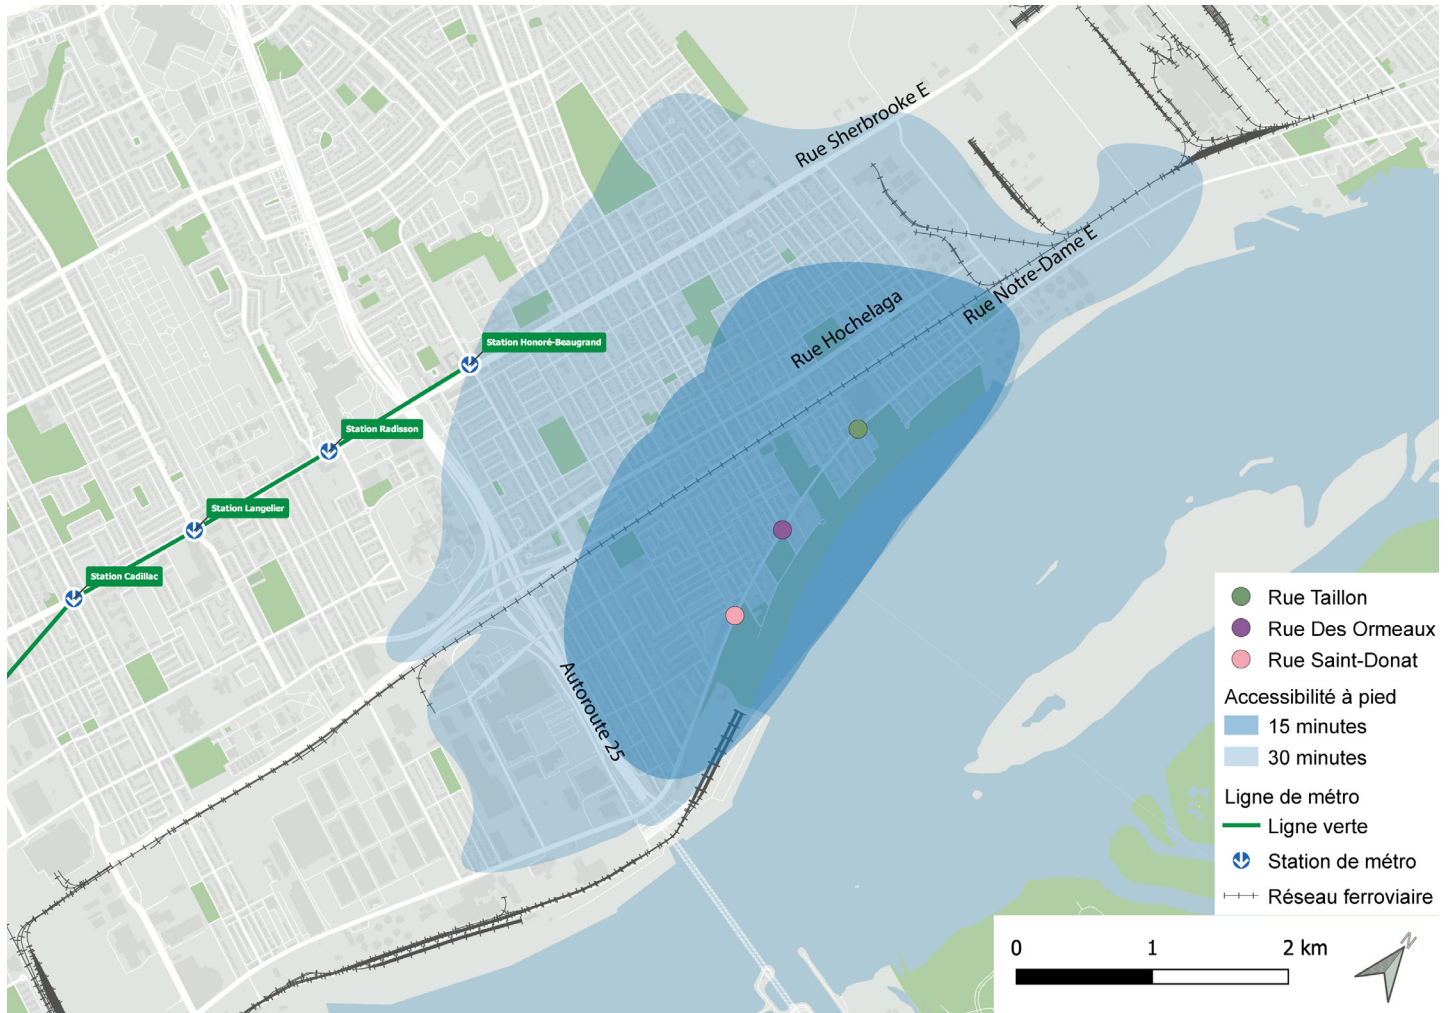 Rue Sherbrooke E
Rue Notre-Dame E
Rue Hochelaga
Station Honoré-Beaugrand
Station Radisson
Station Langelier
Station Cadillac
Autoroute 25
Rue Taillon
Rue Des Ormeaux
Rue Saint-Donat
Accessibilité à pied
15 minutes
30 minutes
Ligne de métro
Ligne verte
Station de métro
Réseau ferroviaire
0 1 2 km
N